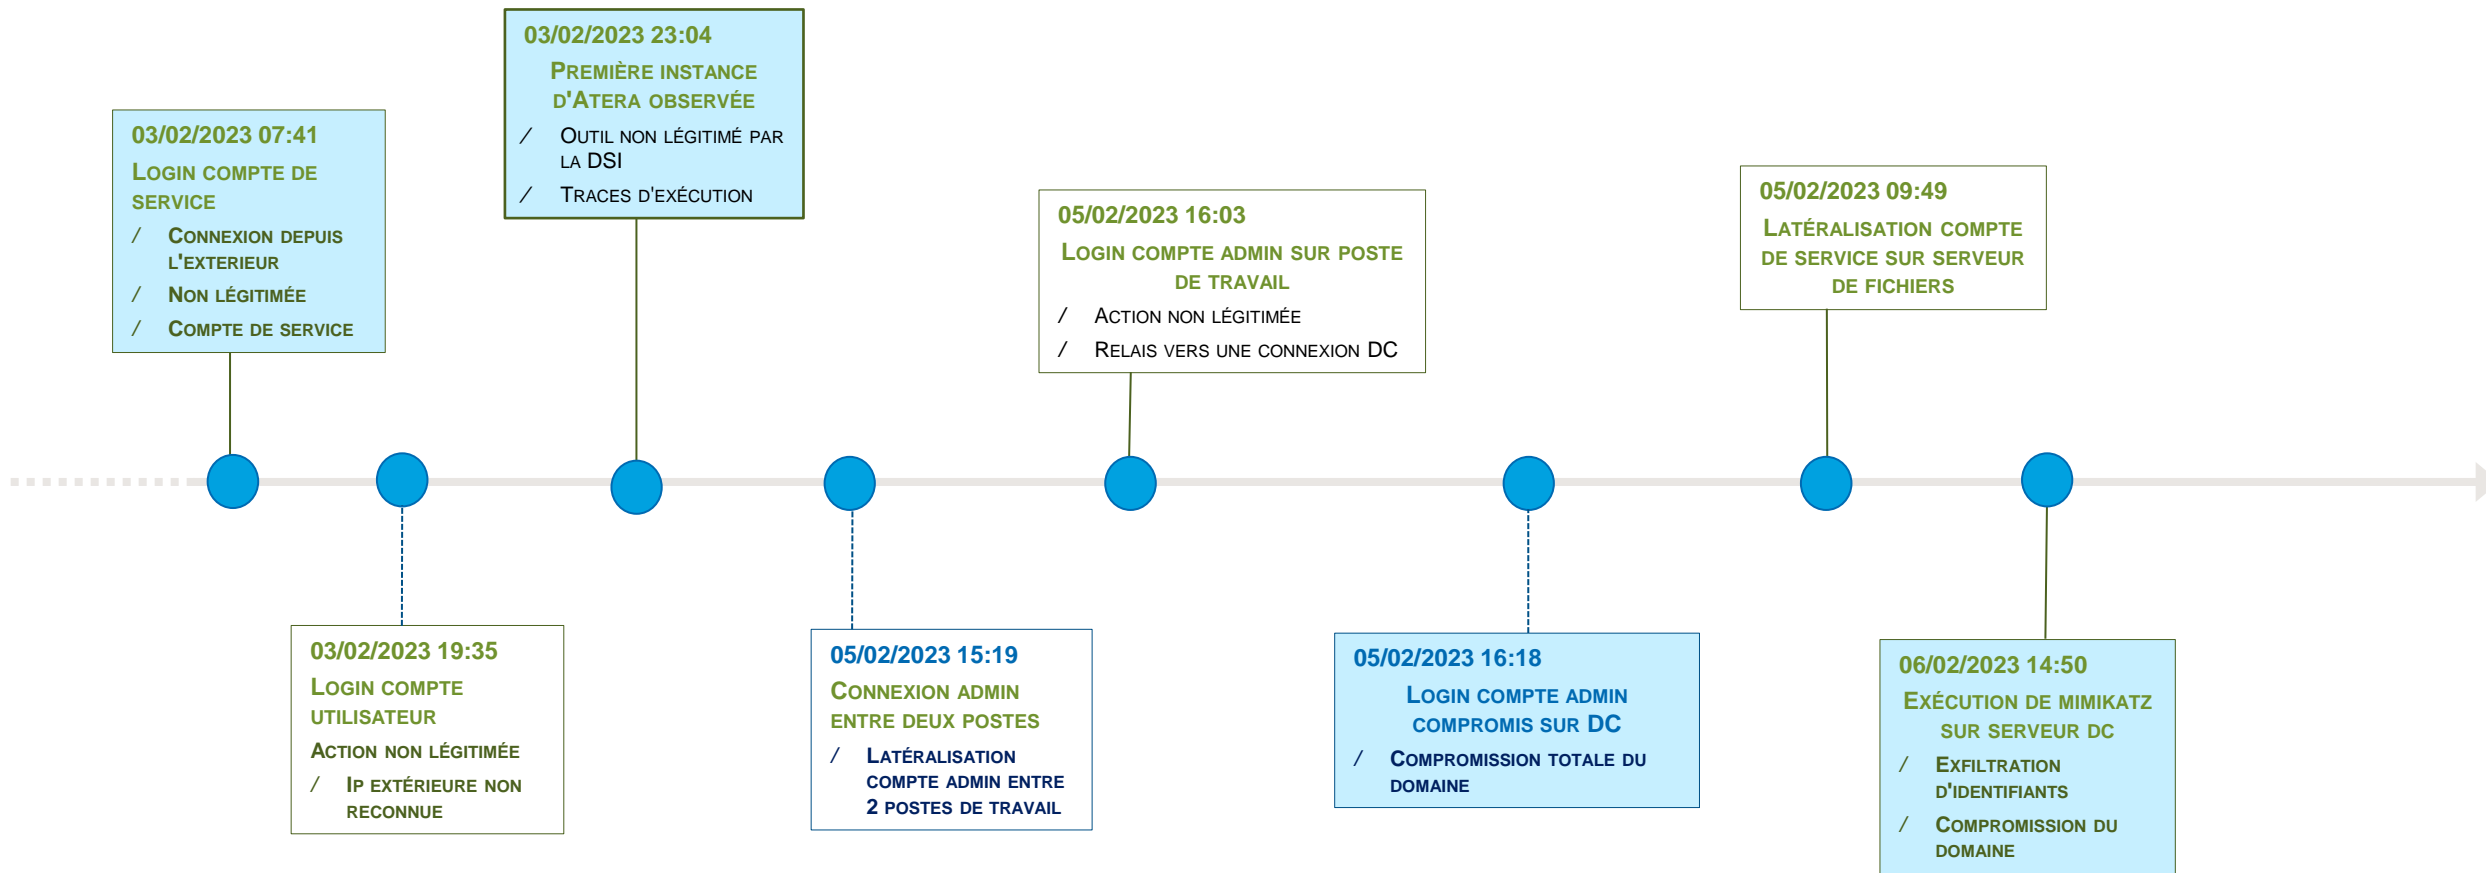 03/02/2023 07:41
LOGIN COMPTE DE
SERVICE
/ CONNEXION DEPUIS
L'EXTERIEUR
/ NON LÉGITIMÉE
/ COMPTE DE SERVICE
03/02/2023 19:35
LOGIN COMPTE
UTILISATEUR
ACTION NON LÉGITIMÉE
/ IP EXTÉRIEURE NON
RECONNUE
03/02/2023 23:04
PREMIÈRE INSTANCE
D'ATERA OBSERVÉE
/ OUTIL NON LÉGITIMÉ PAR
LA DSI
/ TRACES D'EXÉCUTION
05/02/2023 15:19
CONNEXION ADMIN
ENTRE DEUX POSTES
/ LATÉRALISATION
COMPTE ADMIN ENTRE
2 POSTES DE TRAVAIL
05/02/2023 16:03
LOGIN COMPTE ADMIN SUR POSTE
DE TRAVAIL
/ ACTION NON LÉGITIMÉE
/ RELAIS VERS UNE CONNEXION DC
05/02/2023 16:18
LOGIN COMPTE ADMIN
COMPROMIS SUR DC
/ COMPROMISSION TOTALE DU
DOMAINE
05/02/2023 09:49
LATÉRALISATION COMPTE
DE SERVICE SUR SERVEUR
DE FICHIERS
06/02/2023 14:50
EXÉCUTION DE MIMIKATZ
SUR SERVEUR DC
/ EXFILTRATION
D'IDENTIFIANTS
/ COMPROMISSION DU
DOMAINE